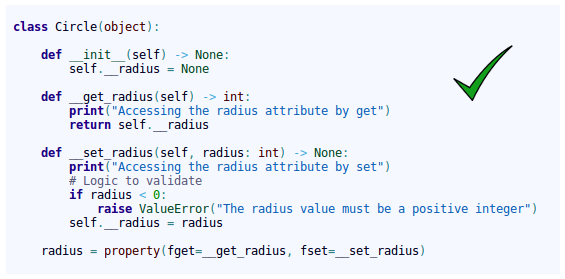 class Circle(object):
    def __init__(self) -> None:
        self.__radius = None
    def __get_radius(self) -> int:
        print("Accessing the radius attribute by get")
        return self.__radius
    def __set_radius(self, radius: int) -> None:
        print("Accessing the radius attribute by set")
        # Logic to validate
        if radius < 0:
            raise ValueError("The radius value must be a positive integer")
        self.__radius = radius
    radius = property(fget=__get_radius, fset=__set_radius)